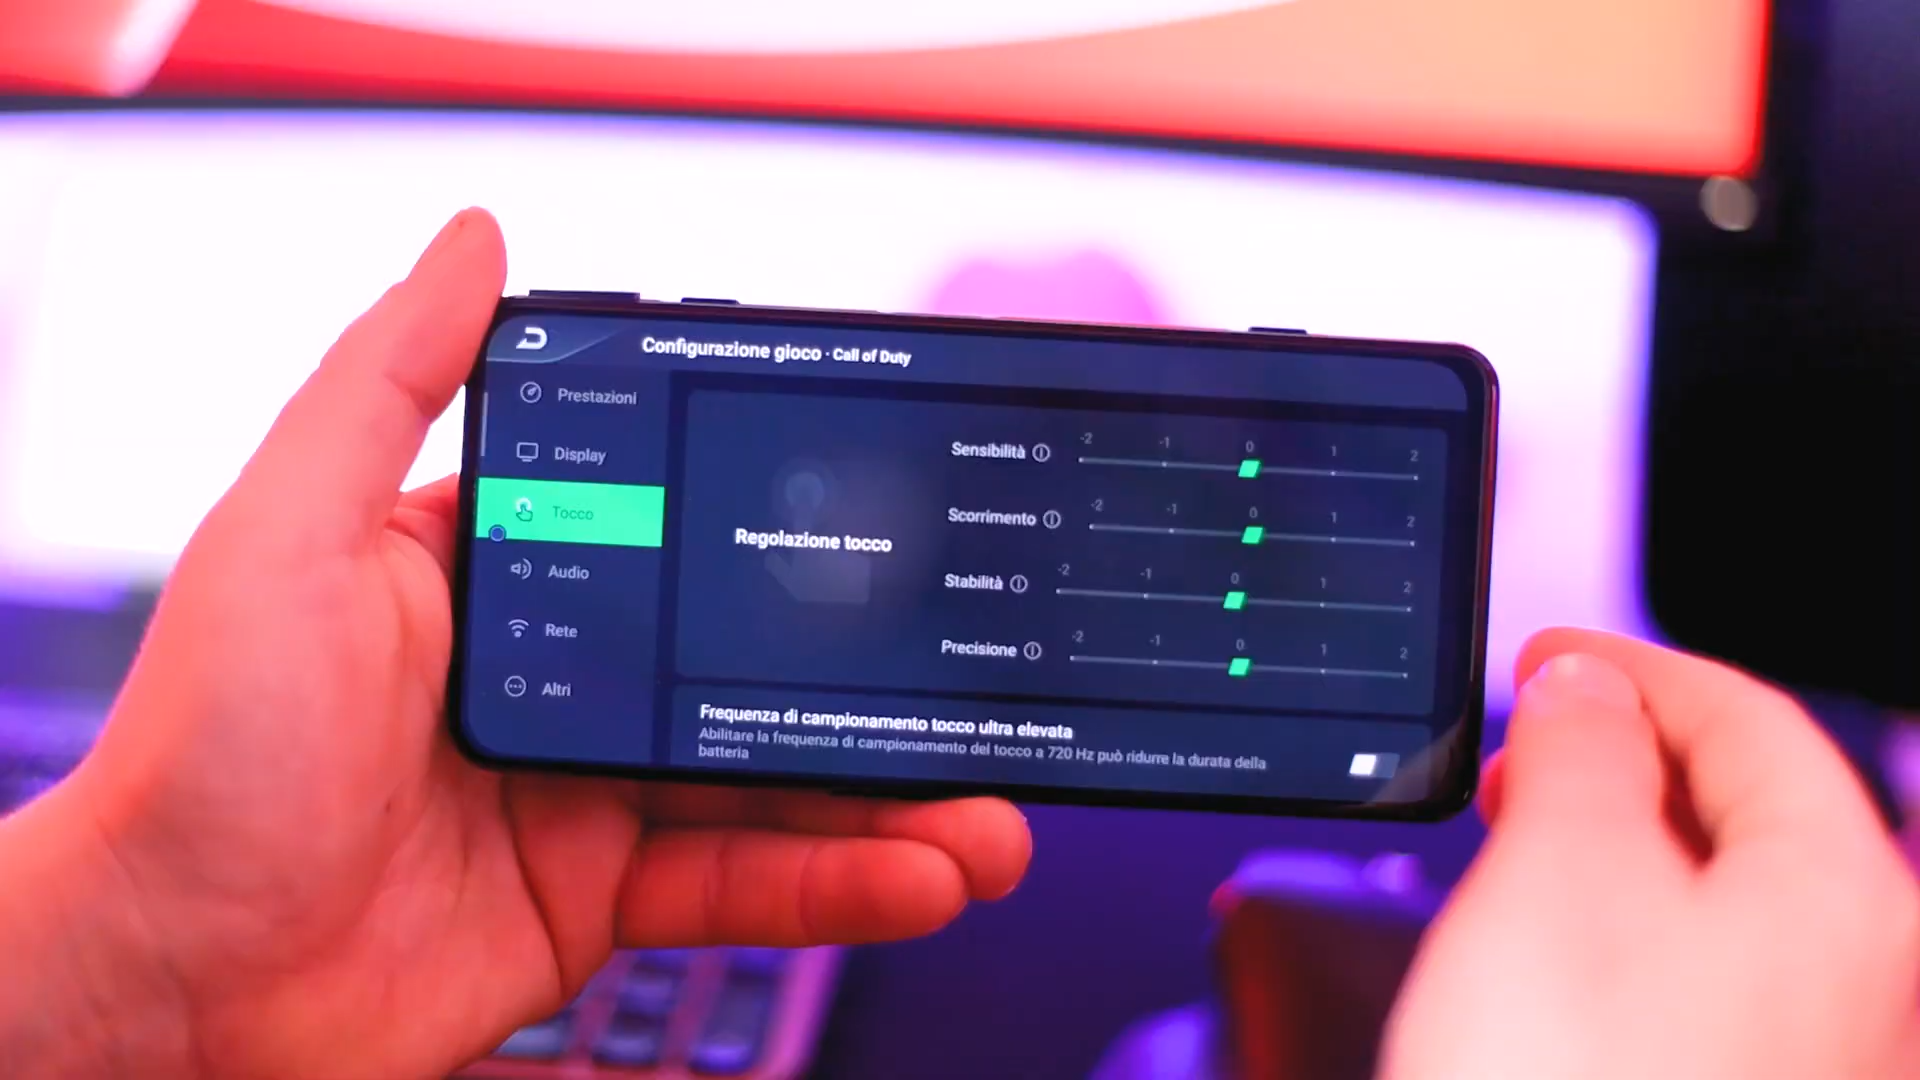 Configurazione gioco · Call of Duty
Prestazioni
Display
Tocco
Audio
Rete
Altri
Regolazione tocco
Sensibilità
-2 -1 0 1 2
Scorrimento
-2 -1 0 1 2
Stabilità
-2 -1 0 1 2
Precisione
-2 -1 0 1 2
Frequenza di campionamento tocco ultra elevata
Abilitare la frequenza di campionamento del tocco a 720 Hz può ridurre la durata della
batteria